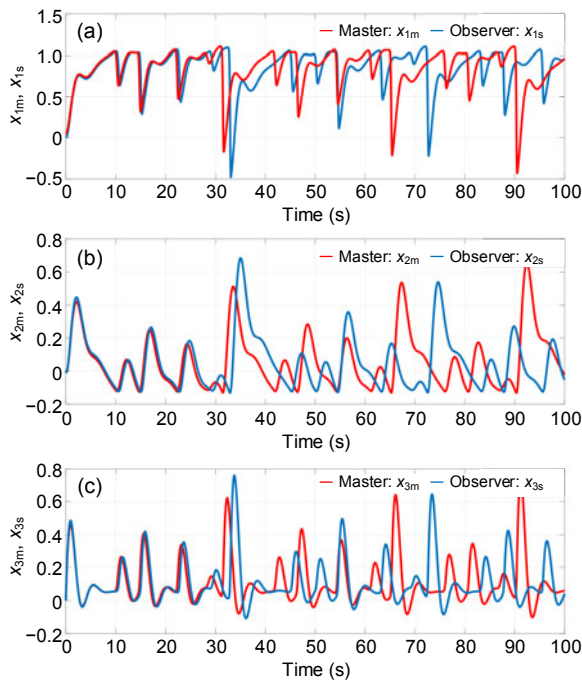 (a)
Master: x1m Observer: x1s
1.5
1.0
0.5
0
−0.5
x1m, x1s
0 10 20 30 40 50 60 70 80 90 100
Time (s)
(b)
Master: x2m Observer: x2s
0.8
0.6
0.4
0.2
0
−0.2
x2m, x2s
0 10 20 30 40 50 60 70 80 90 100
Time (s)
(c)
Master: x3m Observer: x3s
0.8
0.6
0.4
0.2
0
−0.2
x3m, x3s
0 10 20 30 40 50 60 70 80 90 100
Time (s)